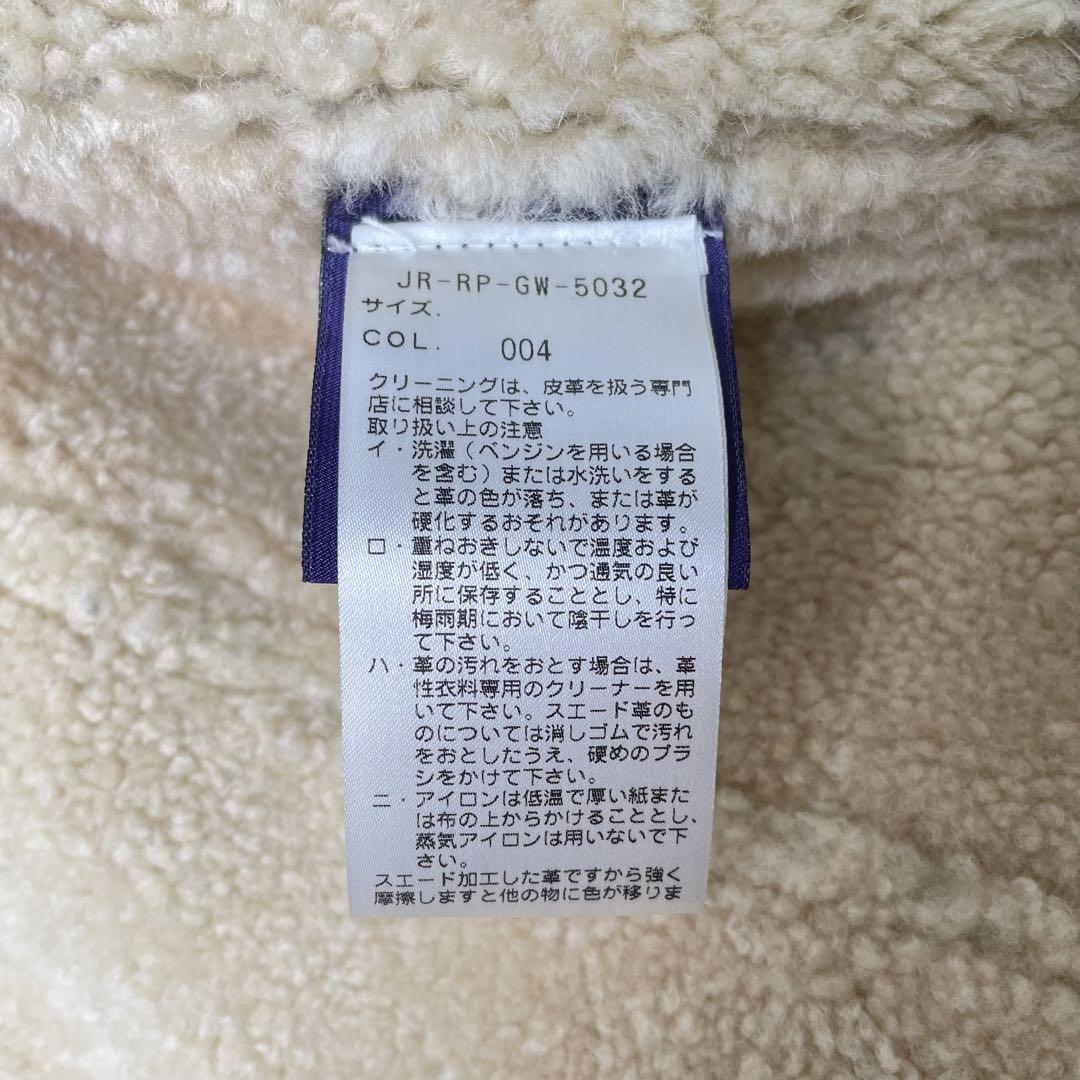 JR-RP-GW-5032
サイズ.
COL. 004
クリーニングは、皮革を扱う専門
店に相談して下さい。
取り扱い上の注意
イ・洗濯（ベンジンを用いる場合
を含む）または水洗いをする
と革の色が落ち、または革が
硬化するおそれがあります。
ロ・重ねおきしないで温度および
湿度が低く、かつ通気の良い
所に保存することとし、特に
梅雨期において陰干しを行っ
て下さい。
ハ・革の汚れをおとす場合は、革
性衣料専用のクリーナーを用
いて下さい。スエード革のも
のについては消しゴムで汚れ
をおとしたうえ、硬めのブラ
シをかけて下さい。
ニ・アイロンは低温で厚い紙また
は布の上からかけることとし、
蒸気アイロンは用いないで下
さい。
スエード加工した革ですから強く
摩擦しますと他の物に色が移りま